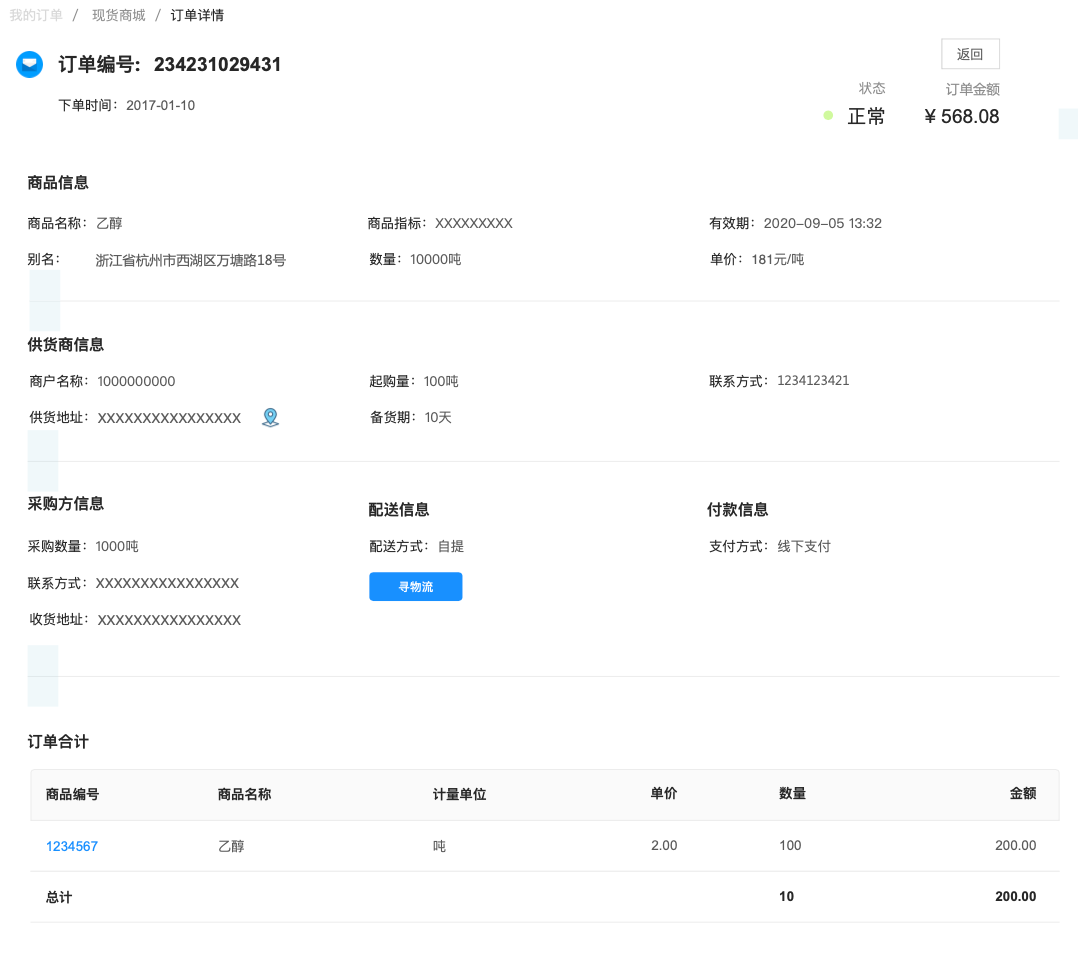 我的订单 / 现货商城 / 订单详情
返回
订单编号: 234231029431
状态 订单金额
下单时间: 2017-01-10
正常 ¥ 568.08
商品信息
商品名称: 乙醇 商品指标: XXXXXXXXX 有效期: 2020–09–05 13:32
别名: 浙江省杭州市西湖区万塘路18号 数量: 10000吨 单价: 181元/吨
供货商信息
商户名称: 1000000000 起购量: 100吨 联系方式: 1234123421
供货地址: XXXXXXXXXXXXXXXX 备货期: 10天
采购方信息 配送信息 付款信息
采购数量: 1000吨 配送方式: 自提 支付方式: 线下支付
联系方式: XXXXXXXXXXXXXXXX 寻物流
收货地址: XXXXXXXXXXXXXXXX
订单合计
商品编号 商品名称 计量单位 单价 数量 金额
1234567 乙醇 吨 2.00 100 200.00
总计 10 200.00